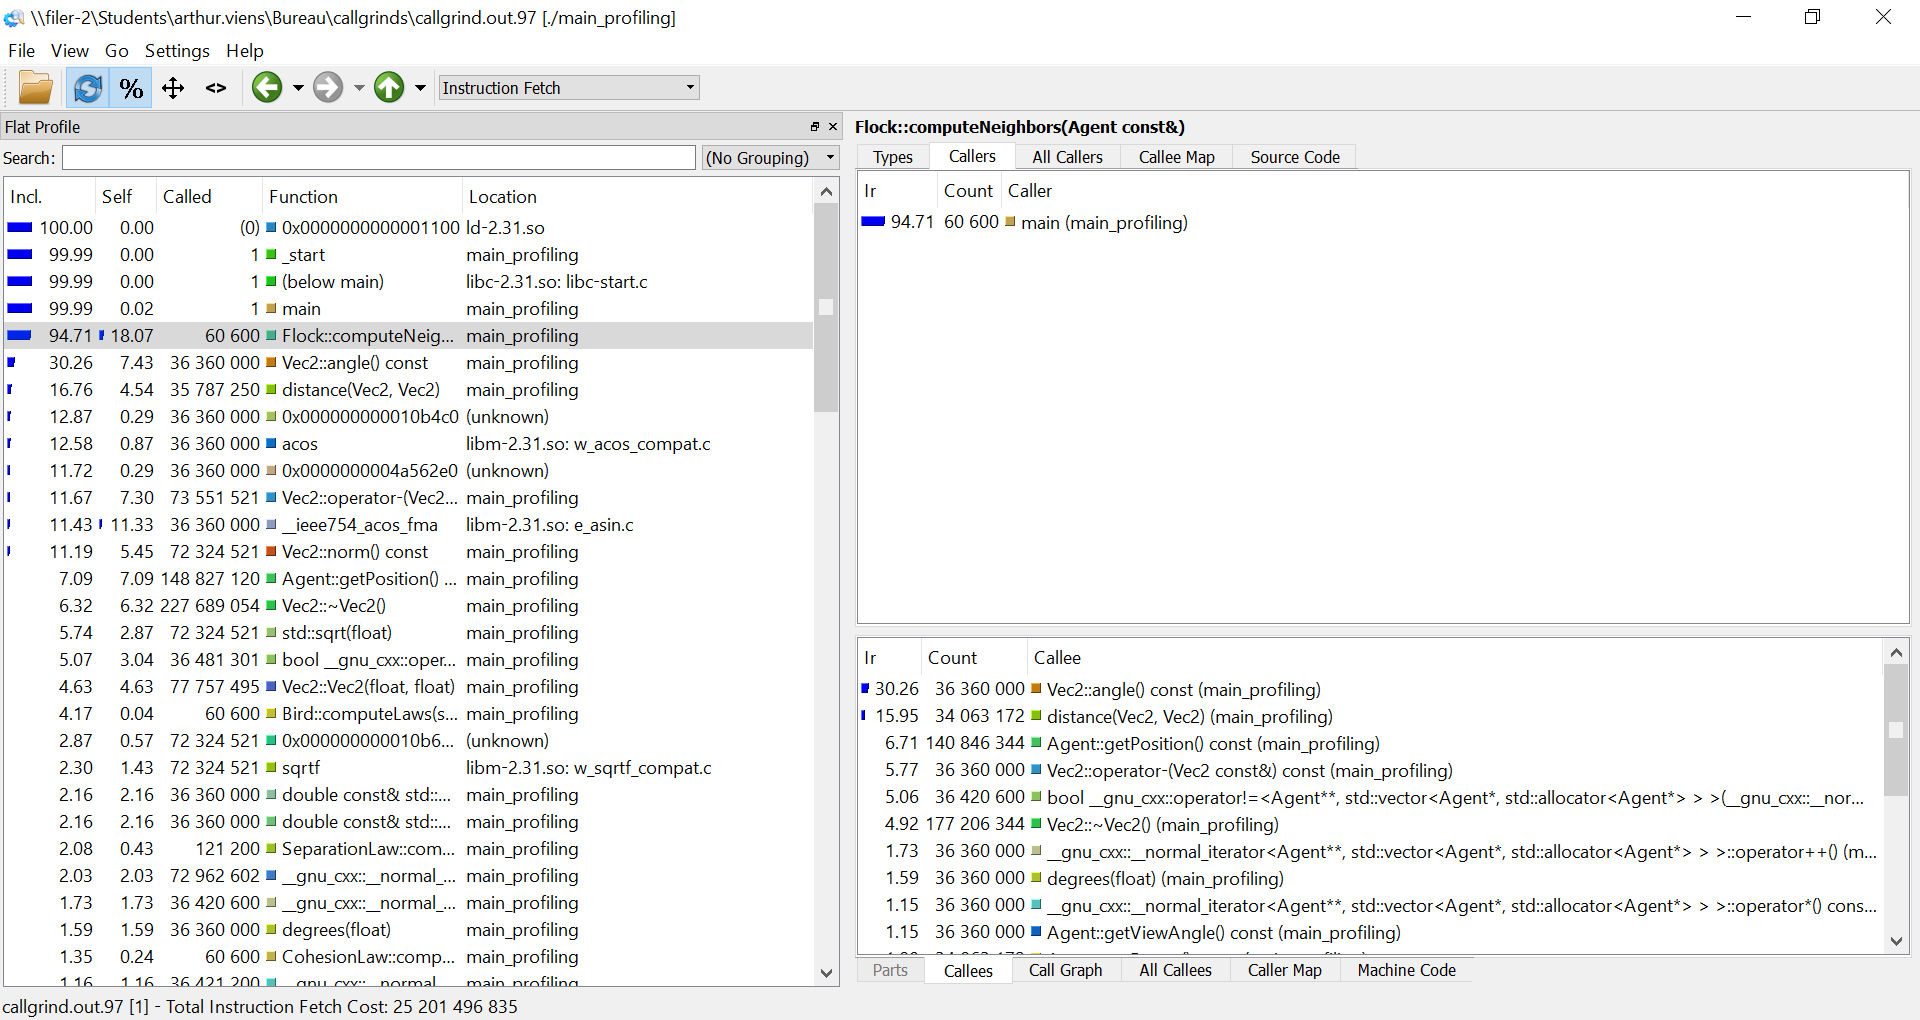 \\filer-2\Students\arthur.viens\Bureau\callgrinds\callgrind.out.97 [./main_profiling]
File View Go Settings Help
% <> Instruction Fetch
Flat Profile
Search: (No Grouping)
Incl. Self Called Function Location
100.00 0.00 (0) 0x0000000000001100 ld-2.31.so
99.99 0.00 1 _start main_profiling
99.99 0.00 1 (below main) libc-2.31.so: libc-start.c
99.99 0.02 1 main main_profiling
94.71 18.07 60 600 Flock::computeNeig... main_profiling
30.26 7.43 36 360 000 Vec2::angle() const main_profiling
16.76 4.54 35 787 250 distance(Vec2, Vec2) main_profiling
12.87 0.29 36 360 000 0x000000000010b4c0 (unknown)
12.58 0.87 36 360 000 acos libm-2.31.so: w_acos_compat.c
11.72 0.29 36 360 000 0x0000000004a562e0 (unknown)
11.67 7.30 73 551 521 Vec2::operator-(Vec2... main_profiling
11.43 11.33 36 360 000 __ieee754_acos_fma libm-2.31.so: e_asin.c
11.19 5.45 72 324 521 Vec2::norm() const main_profiling
7.09 7.09 148 827 120 Agent::getPosition() ... main_profiling
6.32 6.32 227 689 054 Vec2::~Vec2() main_profiling
5.74 2.87 72 324 521 std::sqrt(float) main_profiling
5.07 3.04 36 481 301 bool __gnu_cxx::oper... main_profiling
4.63 4.63 77 757 495 Vec2::Vec2(float, float) main_profiling
4.17 0.04 60 600 Bird::computeLaws(s... main_profiling
2.87 0.57 72 324 521 0x000000000010b6... (unknown)
2.30 1.43 72 324 521 sqrtf libm-2.31.so: w_sqrtf_compat.c
2.16 2.16 36 360 000 double const& std::... main_profiling
2.16 2.16 36 360 000 double const& std::... main_profiling
2.08 0.43 121 200 SeparationLaw::com... main_profiling
2.03 2.03 72 962 602 __gnu_cxx::__normal_... main_profiling
1.73 1.73 36 420 600 __gnu_cxx::__normal_... main_profiling
1.59 1.59 36 360 000 degrees(float) main_profiling
1.35 0.24 60 600 CohesionLaw::comp... main_profiling
1.16 1.16 36 421 200 __gnu_cxx::__normal_... main_profiling
Flock::computeNeighbors(Agent const&)
Types Callers All Callers Callee Map Source Code
Ir Count Caller
94.71 60 600 main (main_profiling)
Ir Count Callee
30.26 36 360 000 Vec2::angle() const (main_profiling)
15.95 34 063 172 distance(Vec2, Vec2) (main_profiling)
6.71 140 846 344 Agent::getPosition() const (main_profiling)
5.77 36 360 000 Vec2::operator-(Vec2 const&) const (main_profiling)
5.06 36 420 600 bool __gnu_cxx::operator!=<Agent**, std::vector<Agent*, std::allocator<Agent*> > >(__gnu_cxx::__nor...
4.92 177 206 344 Vec2::~Vec2() (main_profiling)
1.73 36 360 000 __gnu_cxx::__normal_iterator<Agent**, std::vector<Agent*, std::allocator<Agent*> > >::operator++() (m...
1.59 36 360 000 degrees(float) (main_profiling)
1.15 36 360 000 __gnu_cxx::__normal_iterator<Agent**, std::vector<Agent*, std::allocator<Agent*> > >::operator*() cons...
1.15 36 360 000 Agent::getViewAngle() const (main_profiling)
Parts Callees Call Graph All Callees Caller Map Machine Code
callgrind.out.97 [1] - Total Instruction Fetch Cost: 25 201 496 835